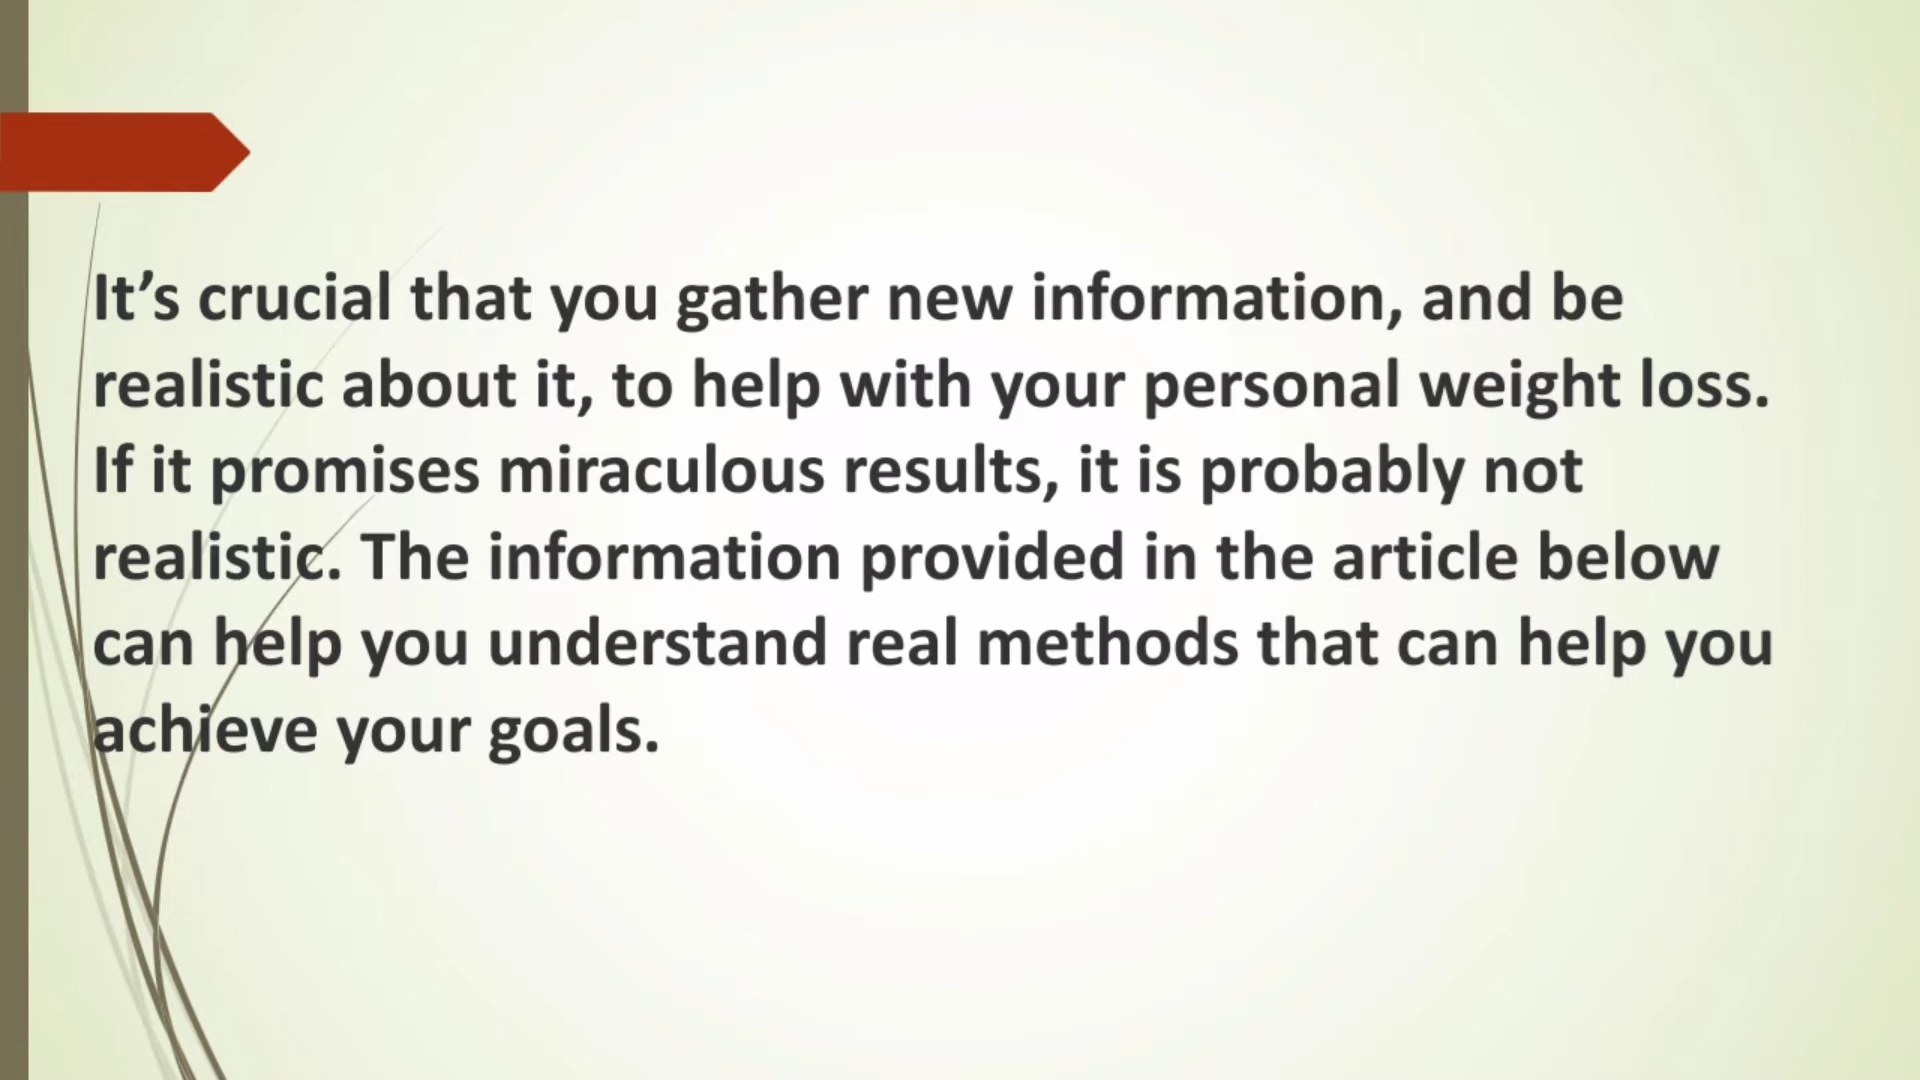 It’s crucial that you gather new information, and be
realistic about it, to help with your personal weight loss.
If it promises miraculous results, it is probably not
realistic. The information provided in the article below
can help you understand real methods that can help you
achieve your goals.